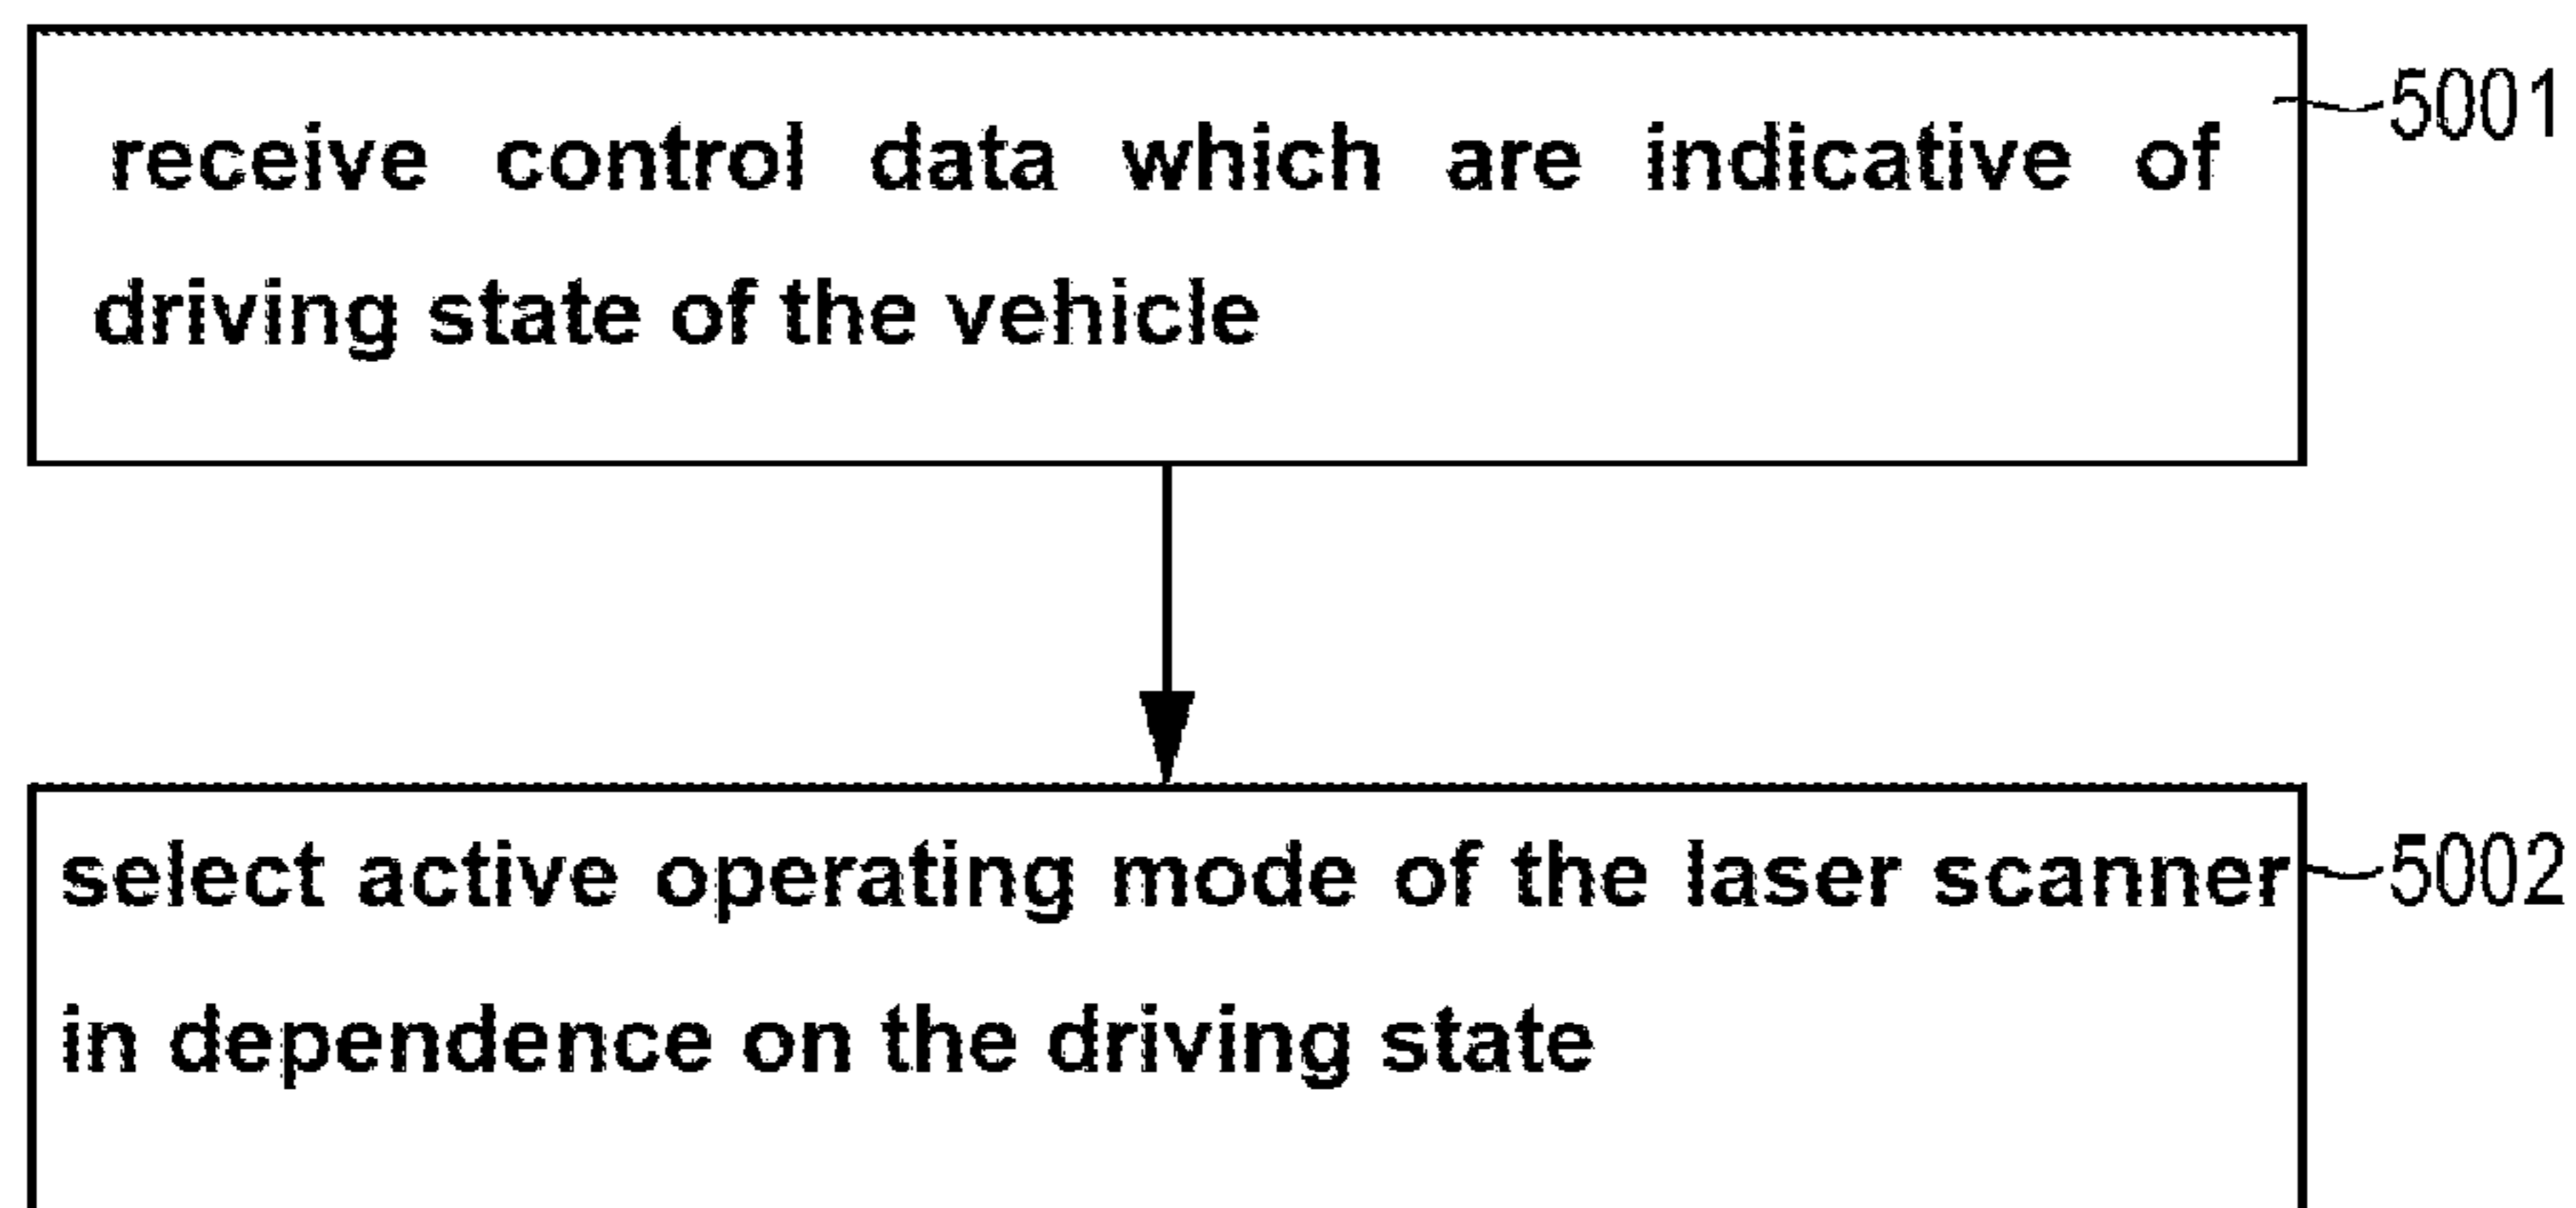 receive control data which are indicative of
5001
driving state of the vehicle
select active operating mode of the laser scanner
5002
in dependence on the driving state